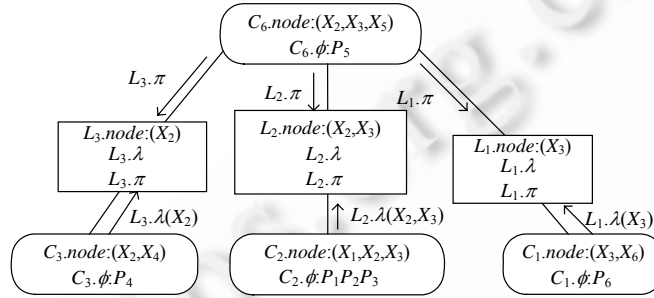 C₆.node:(X₂,X₃,X₅)
C₆.ϕ:P₅
L₃.π
L₂.π
L₁.π
L₃.node:(X₂)
L₃.λ
L₃.π
L₂.node:(X₂,X₃)
L₂.λ
L₂.π
L₁.node:(X₃)
L₁.λ
L₁.π
L₃.λ(X₂)
L₂.λ(X₂,X₃)
L₁.λ(X₃)
C₃.node:(X₂,X₄)
C₃.ϕ:P₄
C₂.node:(X₁,X₂,X₃)
C₂.ϕ:P₁P₂P₃
C₁.node:(X₃,X₆)
C₁.ϕ:P₆